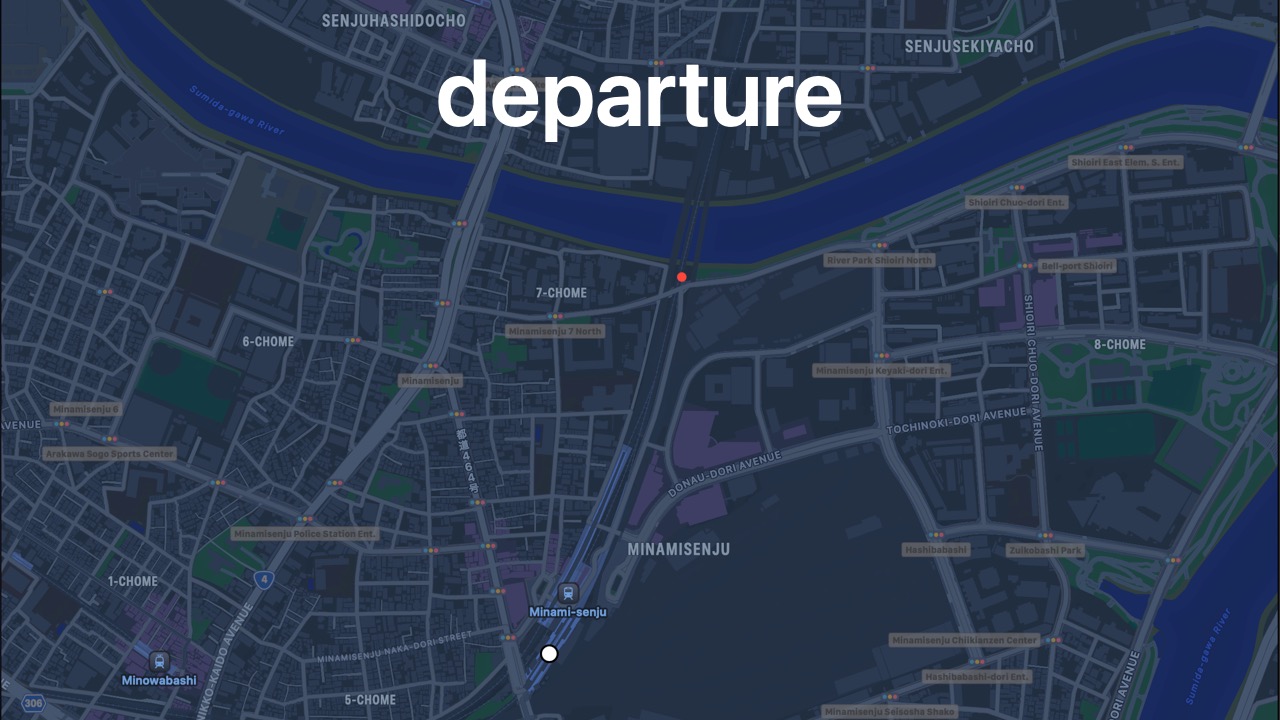 SENJUHASHIDOCHO
SENJUSEKIYACHO
departure
Sumida-gawa River
Shioiri East Elem. S. Ent.
Shioiri Chuo-dori Ent.
River Park Shioiri North
Bell-port Shioiri
7-CHOME
Minamisenju 7 North
6-CHOME
SHIOIRI CHUO-DORI AVENUE
8-CHOME
Minamisenju Keyaki-dori Ent.
Minamisenju
Minamisenju 6
AVENUE
TOCHINOKI-DORI AVENUE
Arakawa Sogo Sports Center
都道464号
DONAU-DORI AVENUE
Minamisenju Police Station Ent.
MINAMISENJU
Hashibabashi
Zuikobashi Park
1-CHOME
4
Minami-senju
Sumida-gawa River
MINAMISENJU NAKA-DORI STREET
Minamisenju Chiikianzen Center
NIKKO-KAIDO AVENUE
Minowabashi
Hashibabashi-dori Ent.
5-CHOME
306
Minamisenju Seisosha Shako
DORI AVENUE